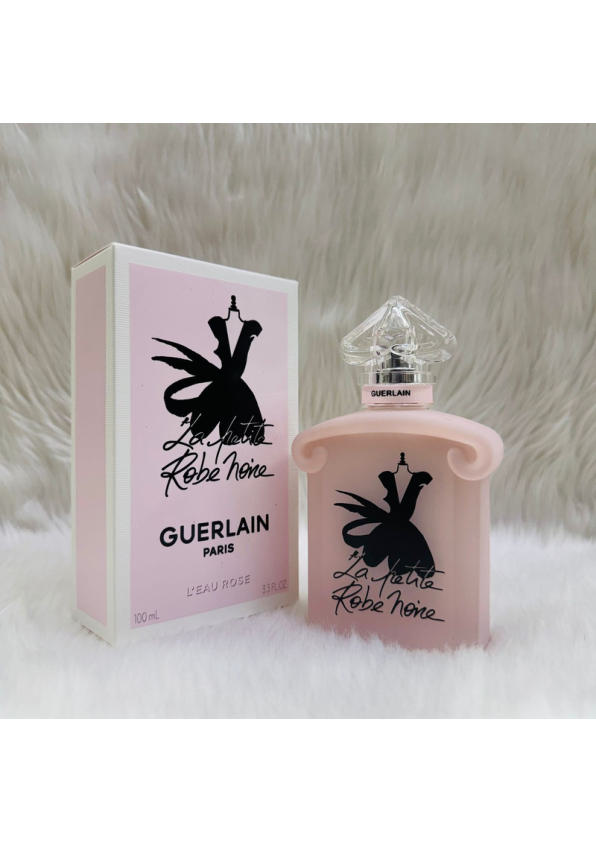 La petite
Robe Noire
GUERLAIN
PARIS
L'EAU ROSE
100 mL
3.3 FL.OZ.
GUERLAIN
La petite
Robe Noire